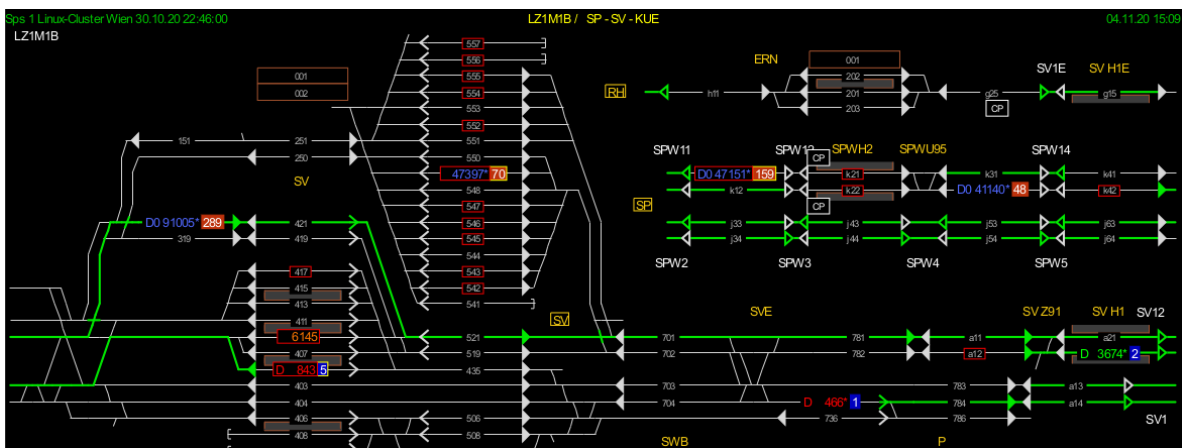 Sps 1 Linux-Cluster Wien 30.10.20 22:46:00 LZ1M1B / SP - SV - KUE 04.11.20 15:09
LZ1M1B
557
556
ERN 001
001 555 202 SV1E SV H1E
002 554 RH h11 201 g25 g15
553 203 CP
552
151 251 551
SPW11 SPW12 SPWH2 SPWU95 SPW14
250 550 CP
SV 47397* 70 D0 47151* 159 k21 k31 k41
548 k12 k22 D0 41140* 48 k42
547 SP CP
D0 91005* 289 421 546 j33 j43 j53 j63
319 419 545 j34 j44 j54 j64
544
SPW2 SPW3 SPW4 SPW5
417 543
415 542
413 541
411 SV SVE SV Z91 SV H1 SV12
6145 521 701 781 a11 a21
407 519 702 782 a12 D 3674* 2
D 843 5 435
403 703 783 a13
404 704 D 466* 1 784 a14
406 506 736 786 SV1
408 508 SWB P